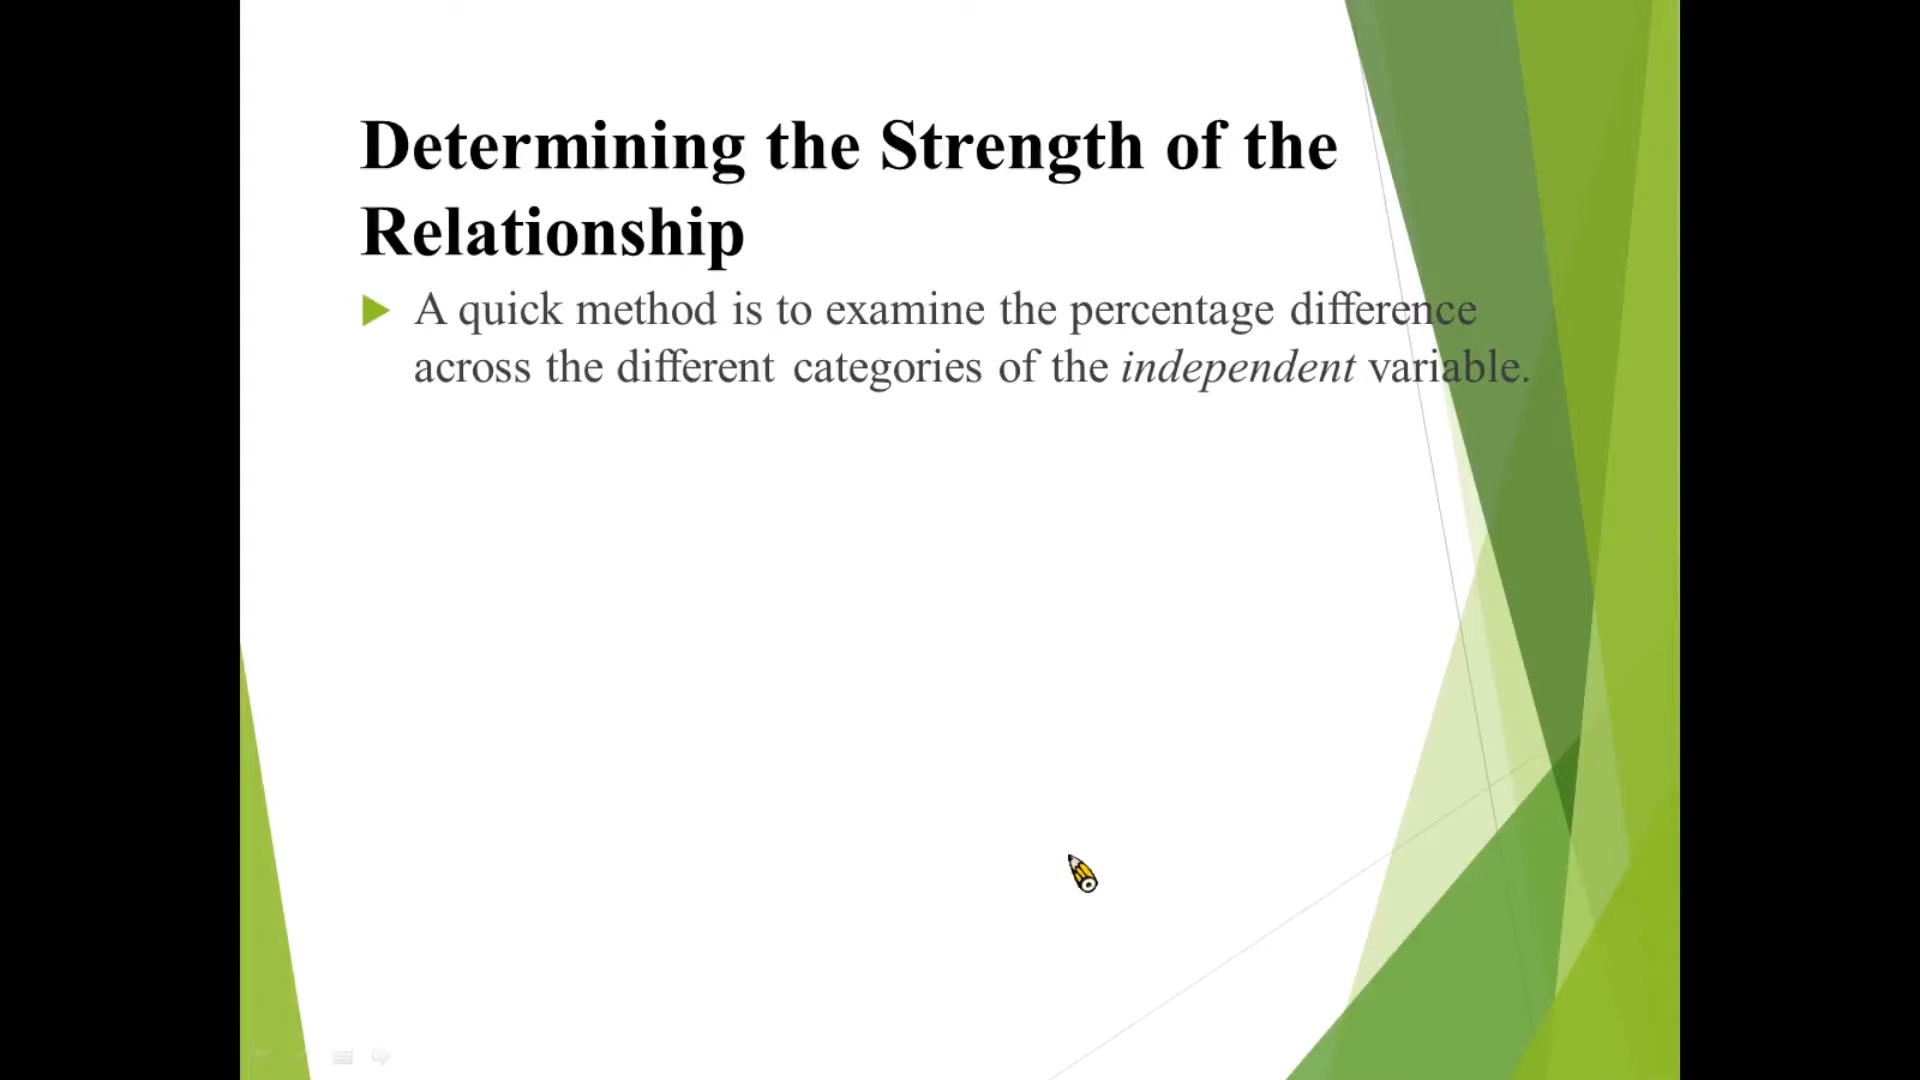 Determining the Strength of the
Relationship
A quick method is to examine the percentage difference
across the different categories of the independent variable.